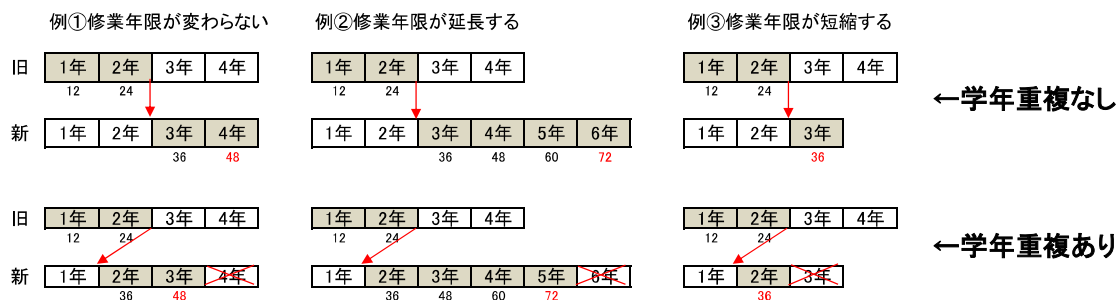 例①修業年限が変わらない 例②修業年限が延長する 例③修業年限が短縮する
旧 1年 2年 3年 4年 1年 2年 3年 4年 1年 2年 3年 4年
12 24 12 24 12 24
←学年重複なし
新 1年 2年 3年 4年 1年 2年 3年 4年 5年 6年 1年 2年 3年
36 48 36 48 60 72 36
旧 1年 2年 3年 4年 1年 2年 3年 4年 1年 2年 3年 4年
12 24 12 24 12 24
←学年重複あり
新 1年 2年 3年 4年 1年 2年 3年 4年 5年 6年 1年 2年 3年
36 48 36 48 60 72 36